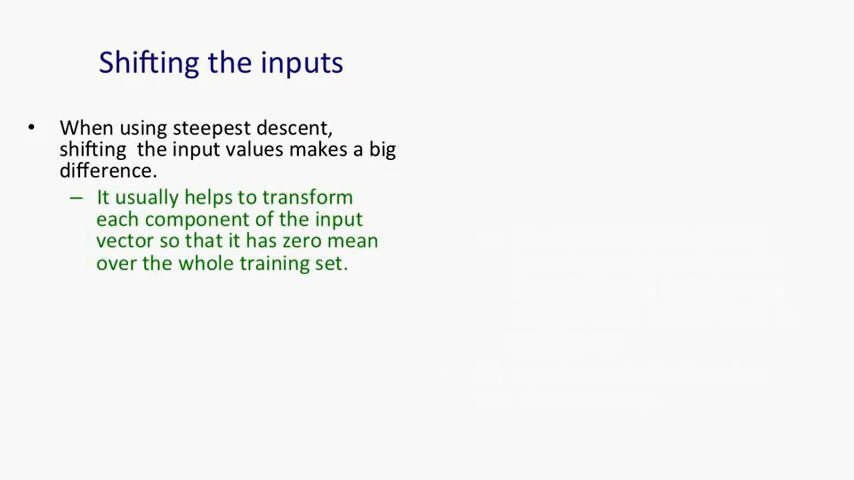 Shifting the inputs
• When using steepest descent,
shifting the input values makes a big
difference.
– It usually helps to transform
each component of the input
vector so that it has zero mean
over the whole training set.